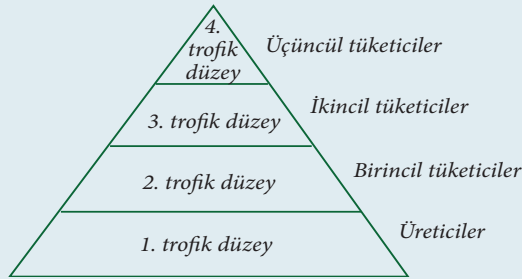 4.
trofik
düzey
Üçüncül tüketiciler
3. trofik düzey
İkincil tüketiciler
2. trofik düzey
Birincil tüketiciler
1. trofik düzey
Üreticiler